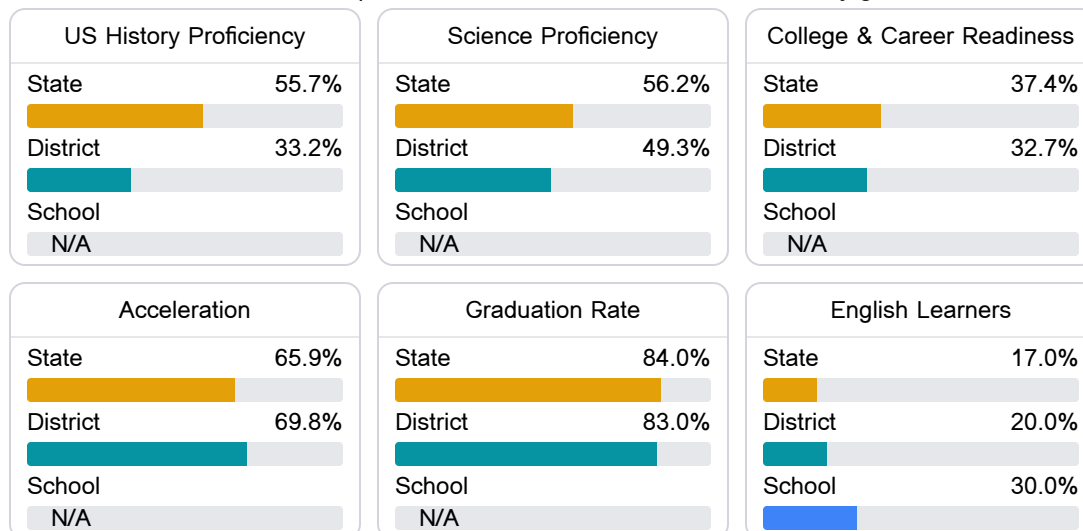 US History Proficiency
State 55.7%
District 33.2%
School
N/A
Science Proficiency
State 56.2%
District 49.3%
School
N/A
College & Career Readiness
State 37.4%
District 32.7%
School
N/A
Acceleration
State 65.9%
District 69.8%
School
N/A
Graduation Rate
State 84.0%
District 83.0%
School
N/A
English Learners
State 17.0%
District 20.0%
School 30.0%